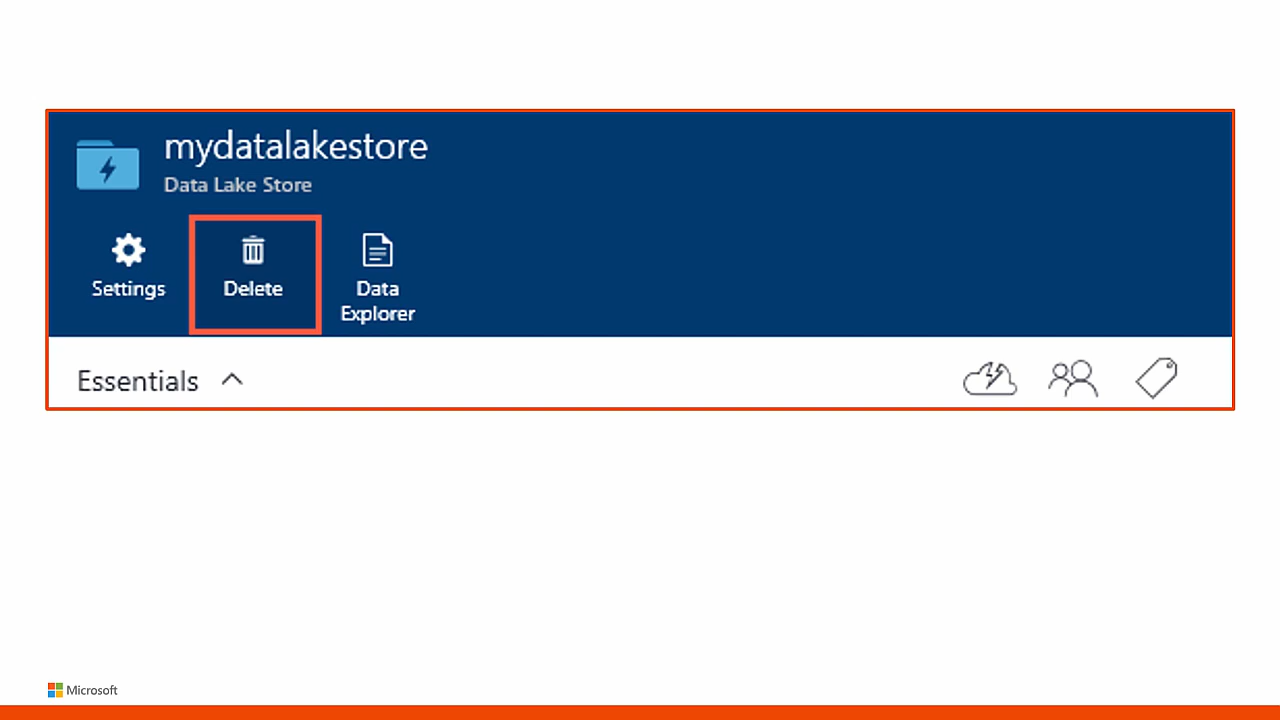 mydatalakestore
Data Lake Store
Settings
Delete
Data
Explorer
Essentials
Microsoft